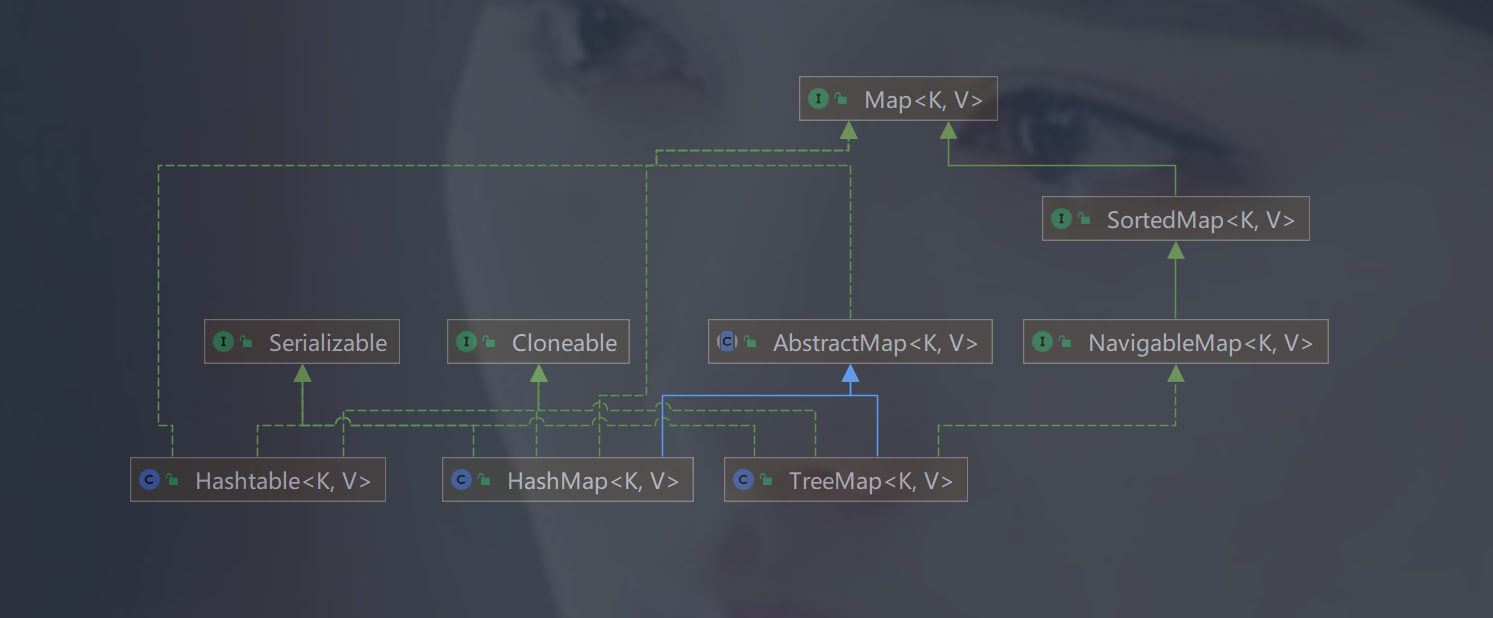 I Map<K, V>
I SortedMap<K, V>
I Serializable
I Cloneable
C AbstractMap<K, V>
I NavigableMap<K, V>
C Hashtable<K, V>
C HashMap<K, V>
C TreeMap<K, V>